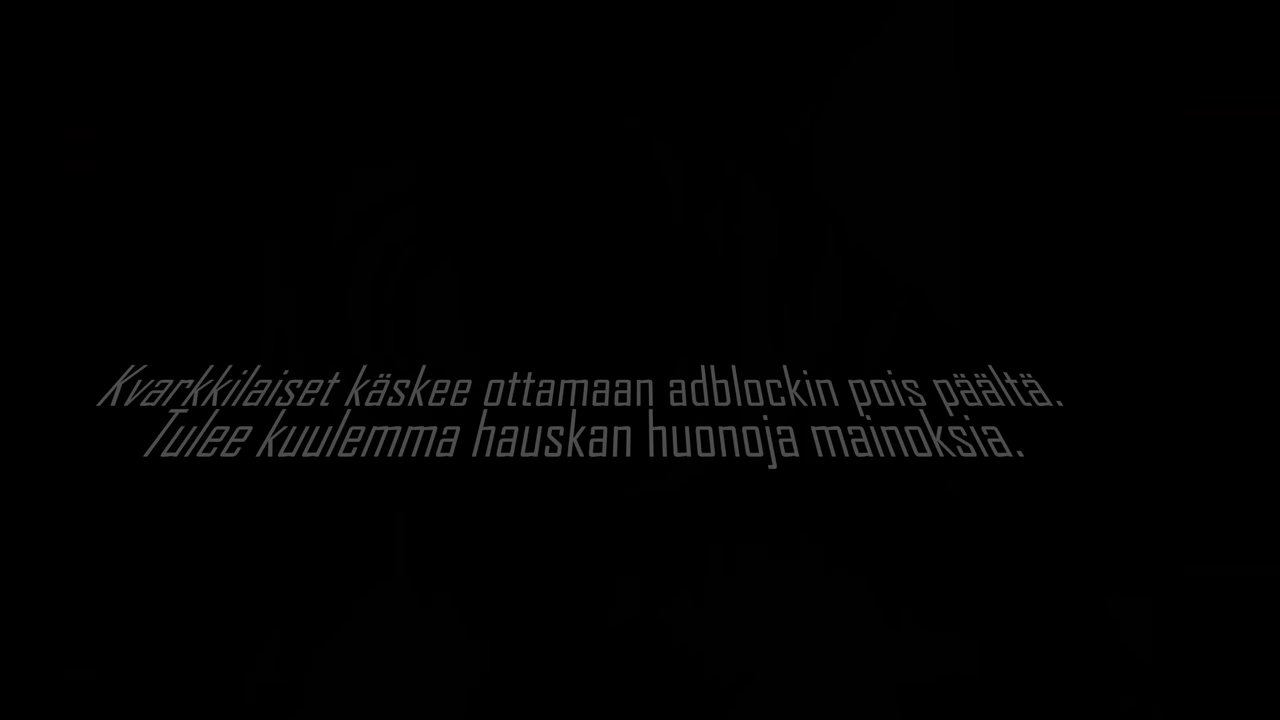 Kvarkkilaiset käskee ottamaan adblockin pois päältä.
Tulee kuulemma hauskan huonoja mainoksia.